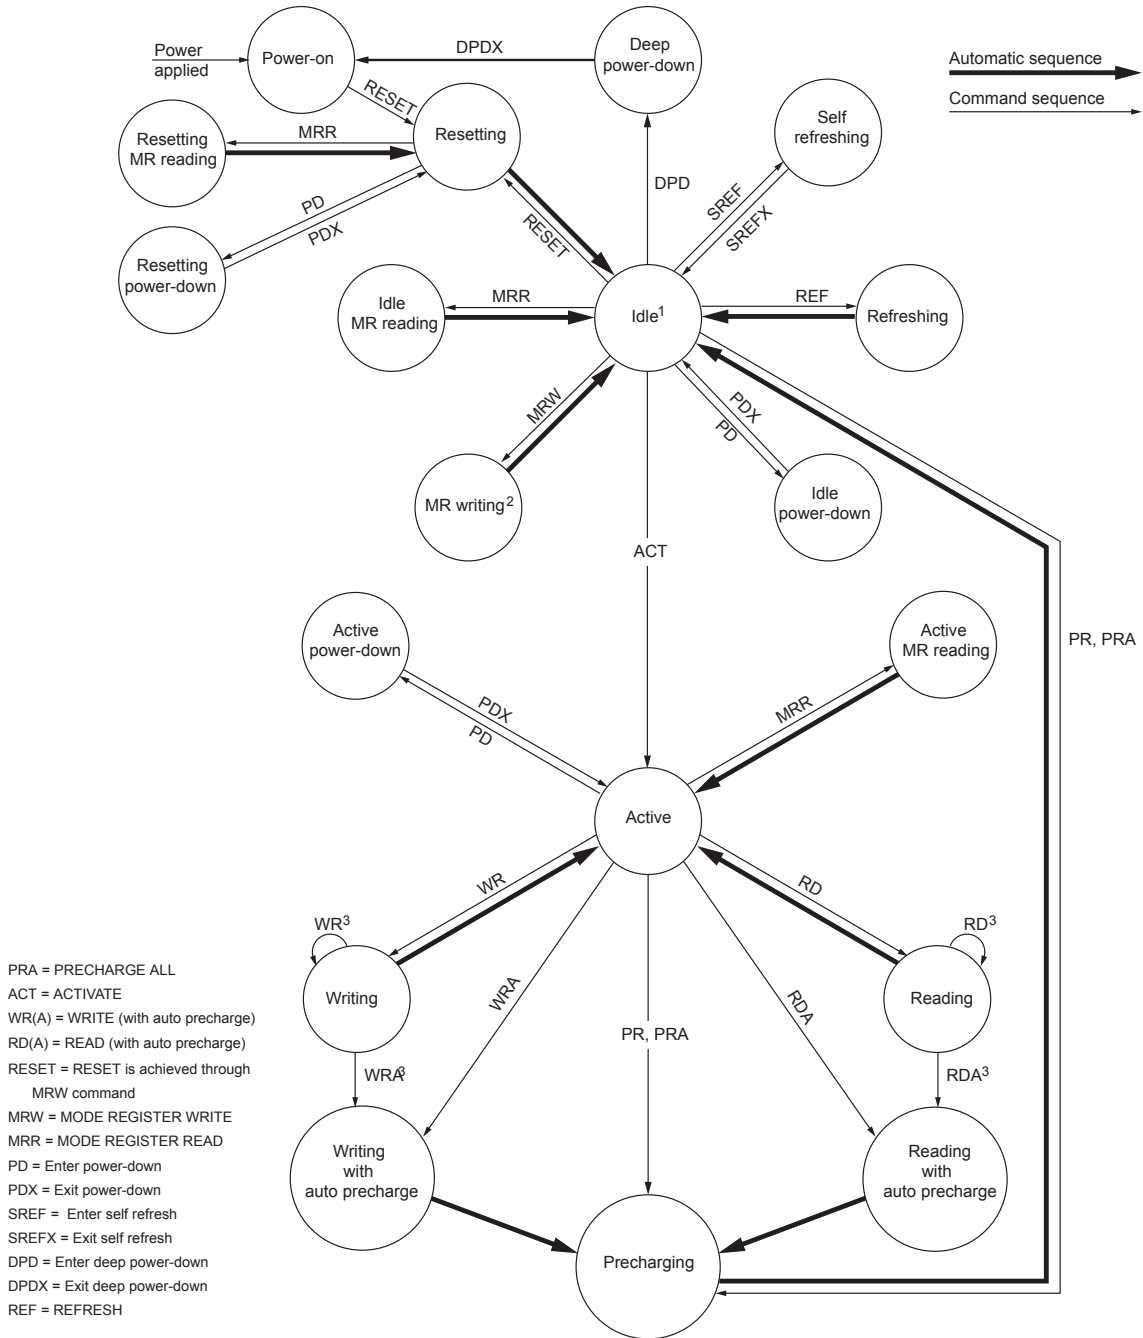 Power
applied
Power-on
DPDX
Deep
power-down
Automatic sequence
Command sequence
RESET
Resetting
MR reading
MRR
Resetting
Self
refreshing
DPD
SREF
SREFX
PD
PDX
RESET
Resetting
power-down
Idle
MR reading
MRR
Idle1
REF
Refreshing
MRW
PDX
PD
MR writing2
Idle
power-down
ACT
Active
power-down
Active
MR reading
PR, PRA
PDX
PD
MRR
Active
WR
RD
WR3
RD3
Writing
WRA
PR, PRA
RDA
Reading
WRA3
RDA3
Writing
with
auto precharge
Reading
with
auto precharge
Precharging
PRA = PRECHARGE ALL
ACT = ACTIVATE
WR(A) = WRITE (with auto precharge)
RD(A) = READ (with auto precharge)
RESET = RESET is achieved through
MRW command
MRW = MODE REGISTER WRITE
MRR = MODE REGISTER READ
PD = Enter power-down
PDX = Exit power-down
SREF =  Enter self refresh
SREFX = Exit self refresh
DPD = Enter deep power-down
DPDX = Exit deep power-down
REF = REFRESH